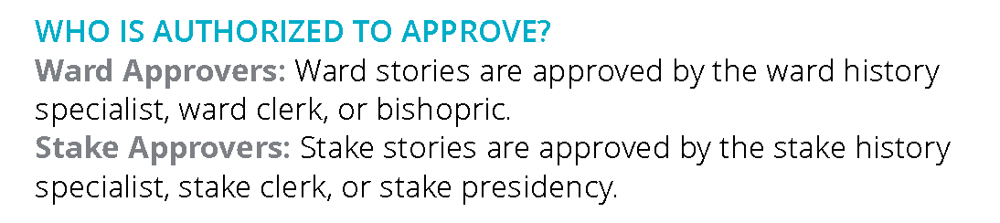 WHO IS AUTHORIZED TO APPROVE?
Ward Approvers: Ward stories are approved by the ward history
specialist, ward clerk, or bishopric.
Stake Approvers: Stake stories are approved by the stake history
specialist, stake clerk, or stake presidency.